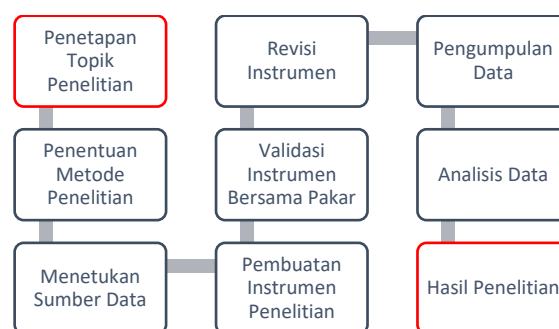 Penetapan
Topik
Penelitian
Penentuan
Metode
Penelitian
Menetukan
Sumber Data
Pembuatan
Instrumen
Penelitian
Validasi
Instrumen
Bersama Pakar
Revisi
Instrumen
Pengumpulan
Data
Analisis Data
Hasil Penelitian